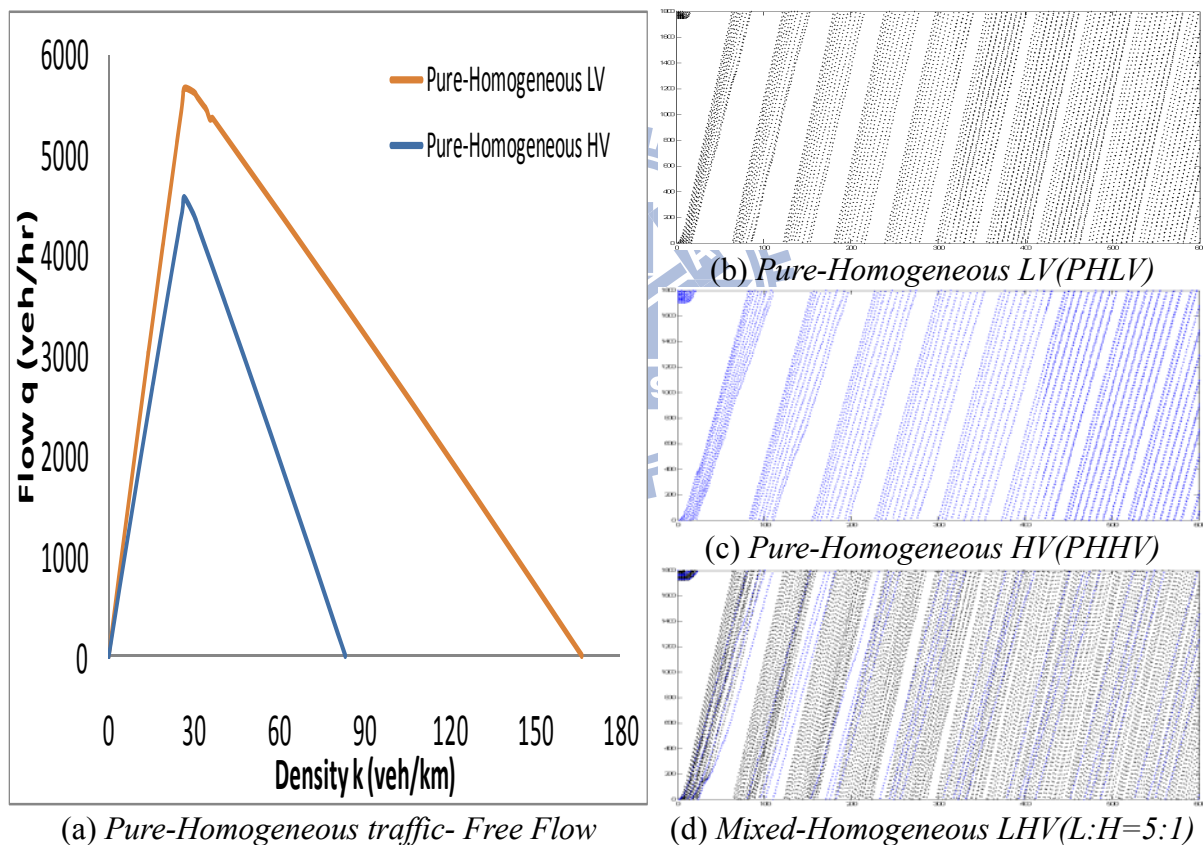 6000
5000
4000
3000
2000
1000
0
Flow q (veh/hr)
Pure-Homogeneous LV
Pure-Homogeneous HV
0 30 60 90 120 150 180
Density k (veh/km)
(a) Pure-Homogeneous traffic- Free Flow
(b) Pure-Homogeneous LV(PHLV)
(c) Pure-Homogeneous HV(PHHV)
(d) Mixed-Homogeneous LHV(L:H=5:1)